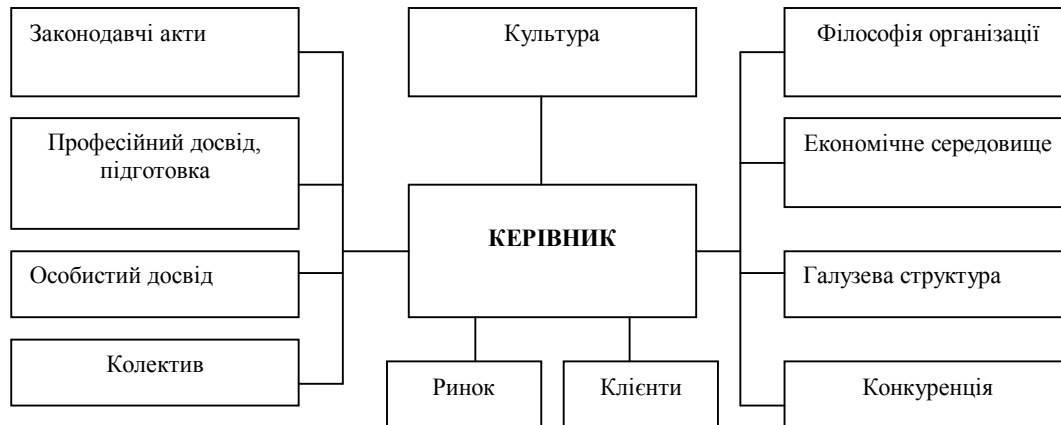 Законодавчі акти
Культура
Філософія організації
Професійний досвід,
підготовка
Економічне середовище
КЕРІВНИК
Особистий досвід
Галузева структура
Колектив
Ринок
Клієнти
Конкуренція